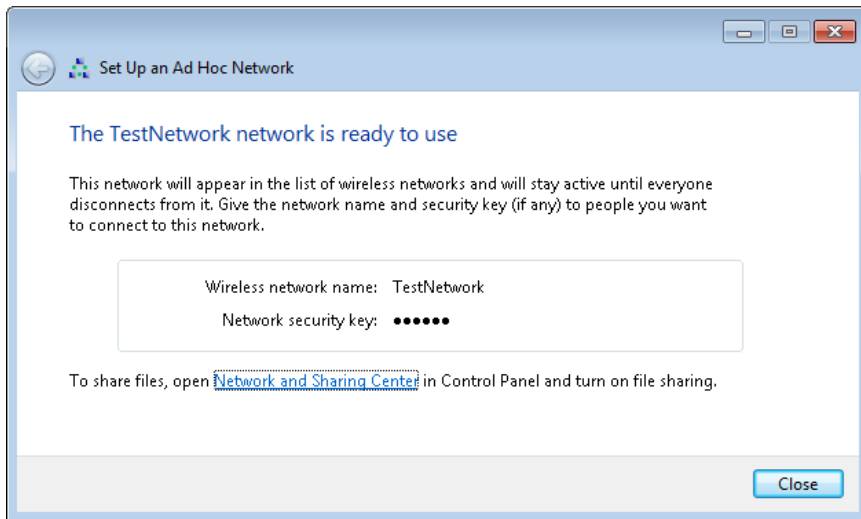 Set Up an Ad Hoc Network
The TestNetwork network is ready to use
This network will appear in the list of wireless networks and will stay active until everyone
disconnects from it. Give the network name and security key (if any) to people you want
to connect to this network.
Wireless network name: TestNetwork
Network security key: ●●●●●●
To share files, open Network and Sharing Center in Control Panel and turn on file sharing.
Close